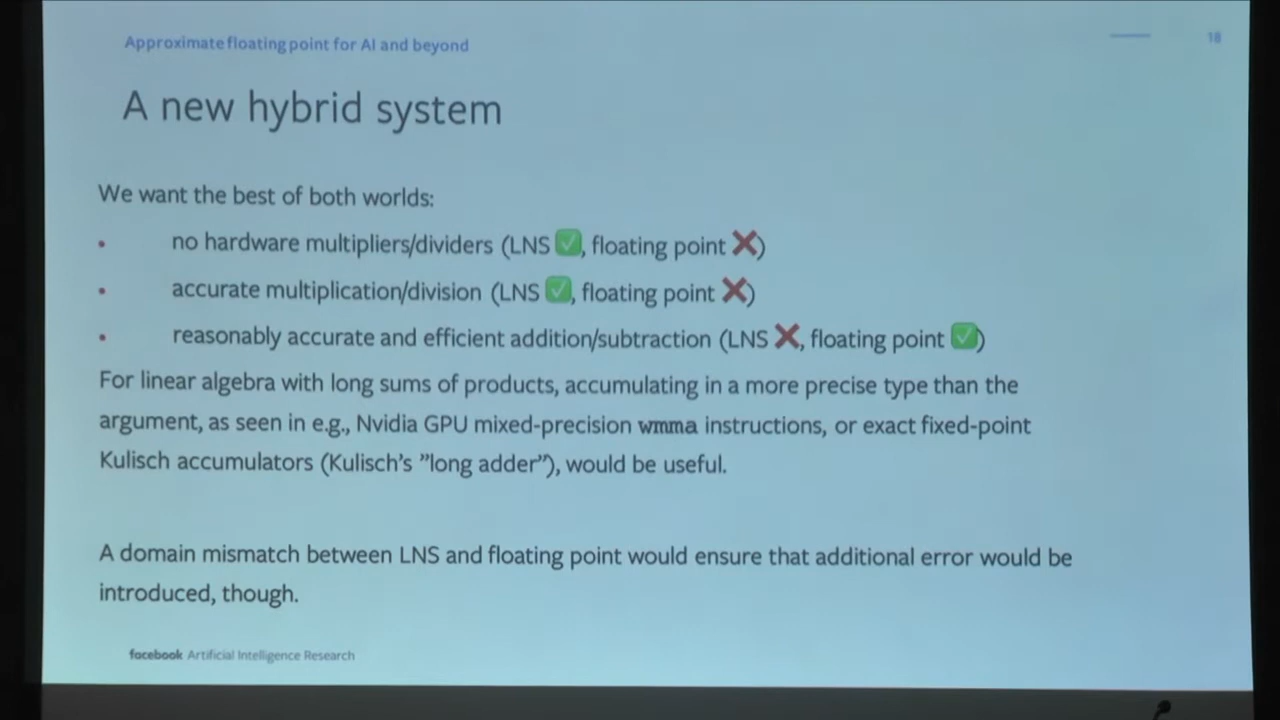 Approximate floating point for AI and beyond
18
A new hybrid system
We want the best of both worlds:
• no hardware multipliers/dividers (LNS ✅, floating point ❌)
• accurate multiplication/division (LNS ✅, floating point ❌)
• reasonably accurate and efficient addition/subtraction (LNS ❌, floating point ✅)
For linear algebra with long sums of products, accumulating in a more precise type than the
argument, as seen in e.g., Nvidia GPU mixed-precision wmma instructions, or exact fixed-point
Kulisch accumulators (Kulisch's "long adder"), would be useful.
A domain mismatch between LNS and floating point would ensure that additional error would be
introduced, though.
facebook Artificial Intelligence Research